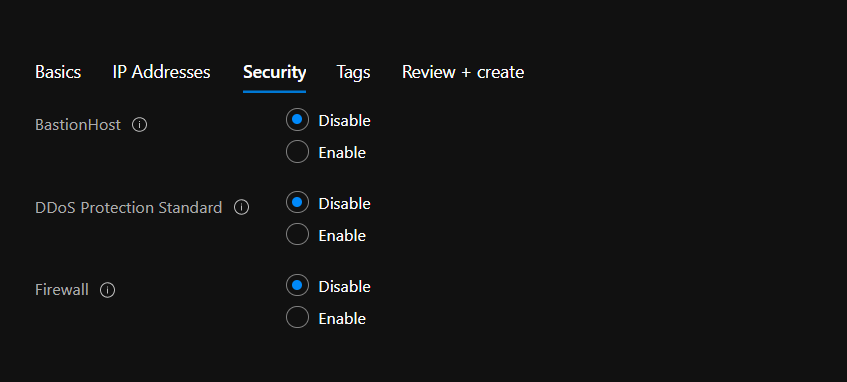 Basics IP Addresses Security Tags Review + create
BastionHost Disable
Enable
DDoS Protection Standard Disable
Enable
Firewall Disable
Enable